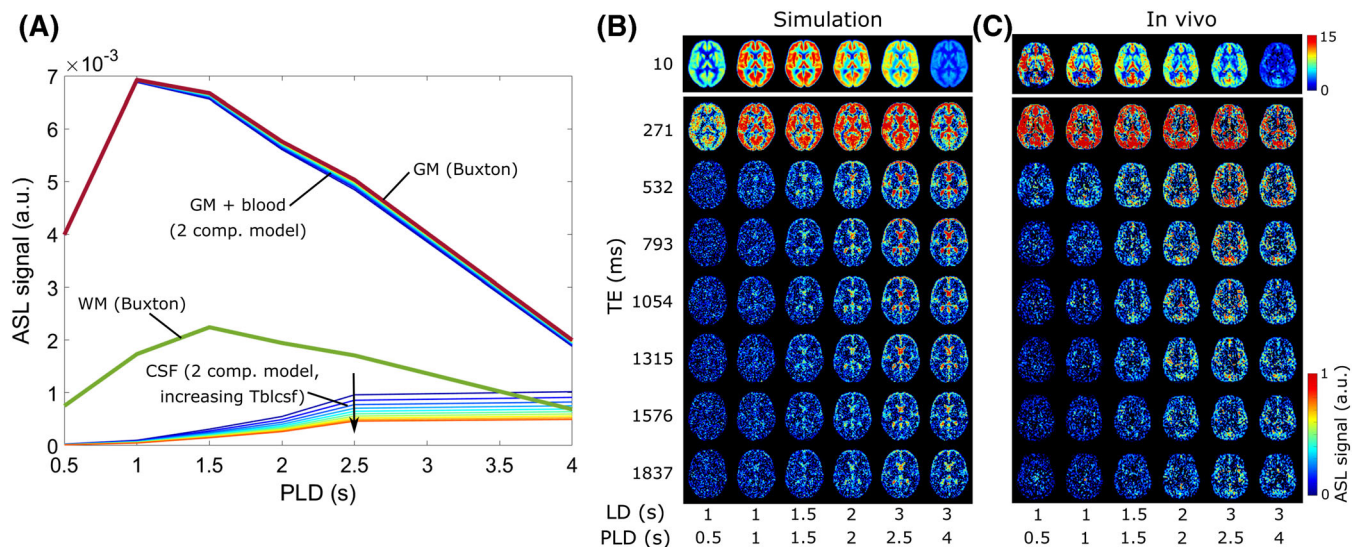 (A)
×10⁻³
7
6
5
4
3
2
1
0
ASL signal (a.u.)
GM (Buxton)
GM + blood
(2 comp. model)
WM (Buxton)
CSF (2 comp. model,
increasing Tblcsf)
0.5 1 1.5 2 2.5 3 3.5 4
PLD (s)
(B) Simulation
TE (ms)
10
271
532
793
1054
1315
1576
1837
LD (s) 1 1 1.5 2 3 3
PLD (s) 0.5 1 1.5 2 2.5 4
(C) In vivo
15
0
1
0
ASL signal (a.u.)
1 1 1.5 2 3 3
0.5 1 1.5 2 2.5 4